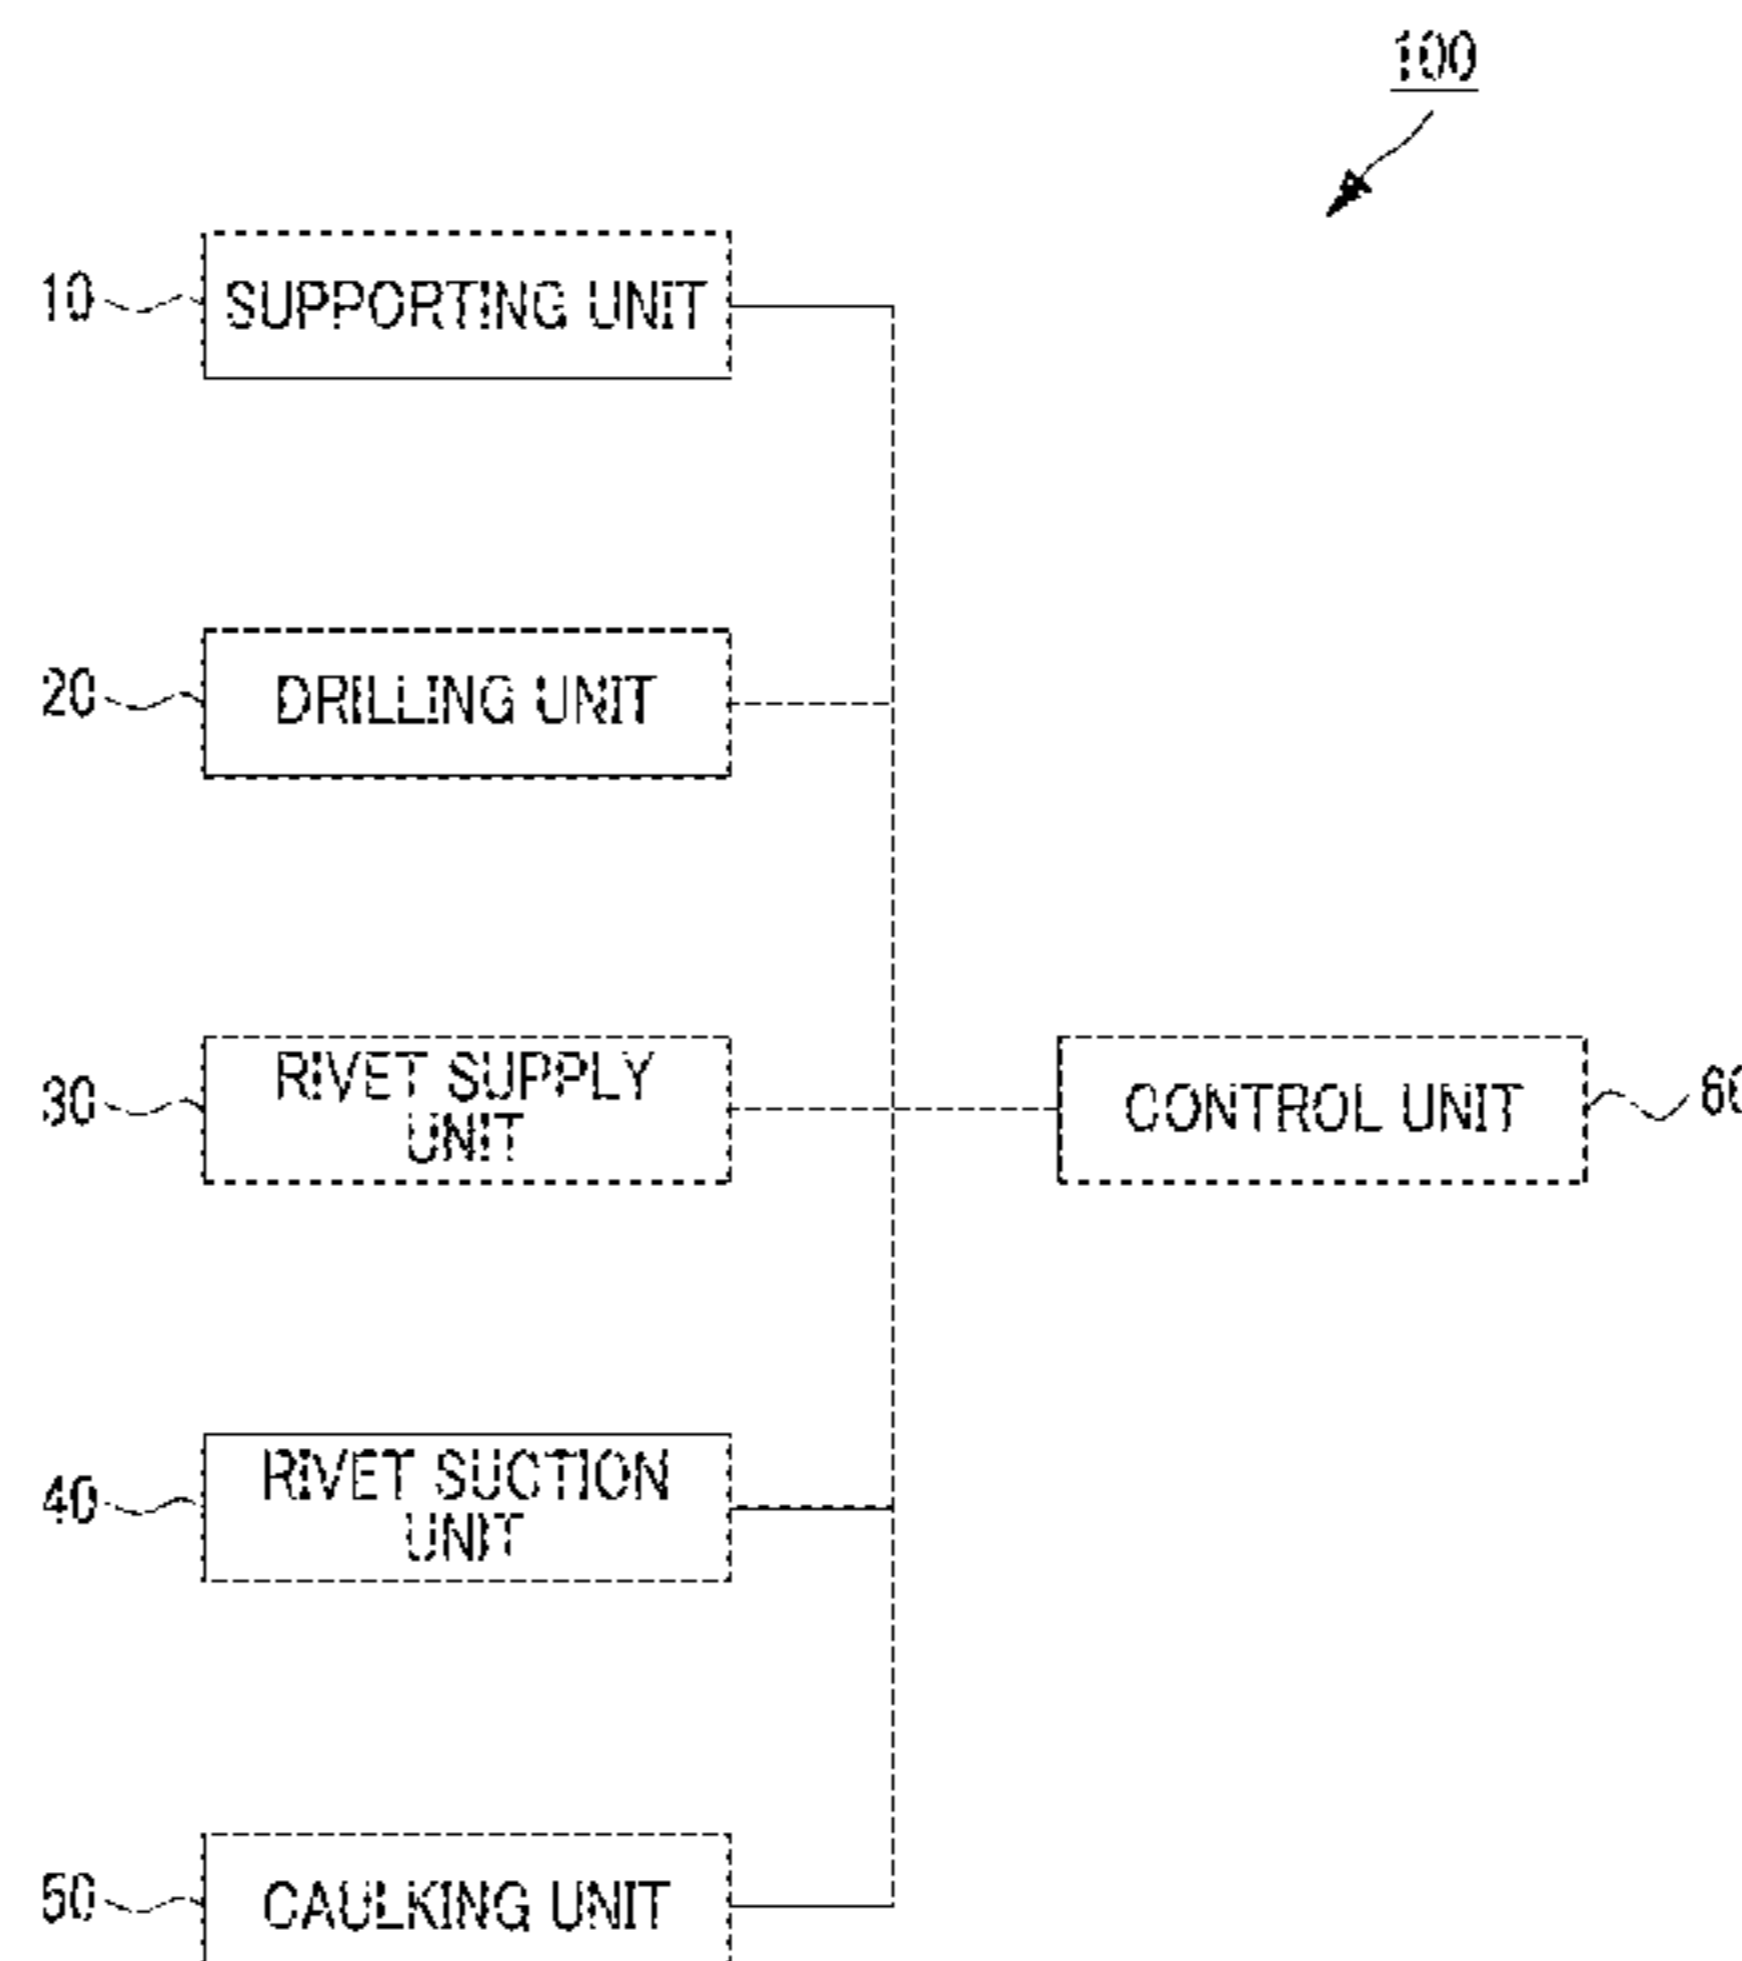 100
10 SUPPORTING UNIT
20 DRILLING UNIT
30 RIVET SUPPLY
UNIT
CONTROL UNIT 60
40 RIVET SUCTION
UNIT
50 CAULKING UNIT